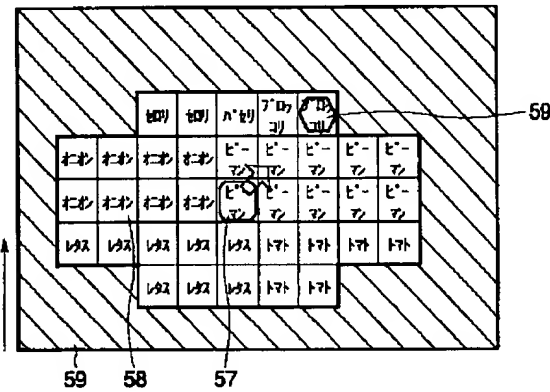 セロリ セロリ パセリ ブロッコリ ブロッコリ 59
オニオン オニオン オニオン オニオン ピーマン ピーマン ピーマン ピーマン ピーマン
オニオン オニオン オニオン オニオン ピーマン ピーマン ピーマン ピーマン ピーマン
レタス レタス レタス レタス レタス トマト トマト トマト トマト
レタス レタス レタス トマト トマト
59 58 57